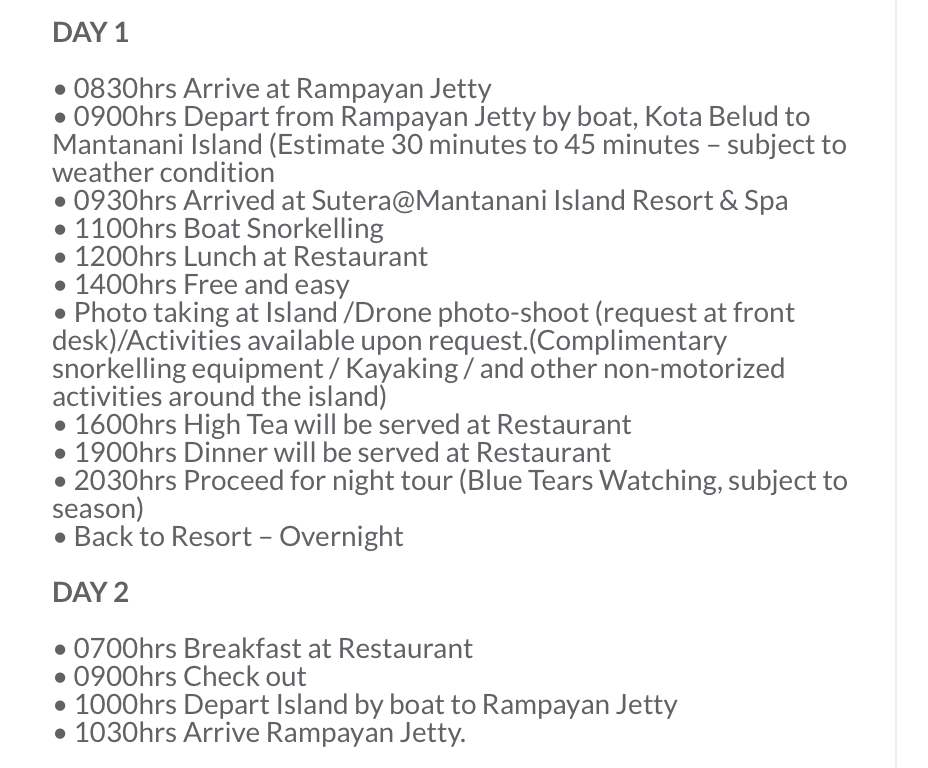 DAY 1
• 0830hrs Arrive at Rampayan Jetty
• 0900hrs Depart from Rampayan Jetty by boat, Kota Belud to
Mantanani Island (Estimate 30 minutes to 45 minutes – subject to
weather condition
• 0930hrs Arrived at Sutera@Mantanani Island Resort & Spa
• 1100hrs Boat Snorkelling
• 1200hrs Lunch at Restaurant
• 1400hrs Free and easy
• Photo taking at Island /Drone photo-shoot (request at front
desk)/Activities available upon request.(Complimentary
snorkelling equipment / Kayaking / and other non-motorized
activities around the island)
• 1600hrs High Tea will be served at Restaurant
• 1900hrs Dinner will be served at Restaurant
• 2030hrs Proceed for night tour (Blue Tears Watching, subject to
season)
• Back to Resort – Overnight
DAY 2
• 0700hrs Breakfast at Restaurant
• 0900hrs Check out
• 1000hrs Depart Island by boat to Rampayan Jetty
• 1030hrs Arrive Rampayan Jetty.